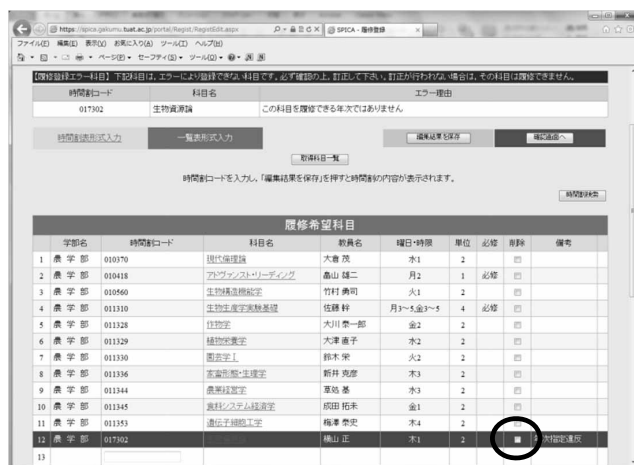 https://spica.gakumu.tuat.ac.jp/portal/Regist/RegistEdit.aspx
SPICA - 履修登録
ファイル(F) 編集(E) 表示(V) お気に入り(A) ツール(T) ヘルプ(H)
ページ(P) セーフティ(S) ツール(O)
【履修登録エラー科目】下記科目は、エラーにより登録できない科目です。必ず確認の上、訂正して下さい。訂正が行われない場合は、その科目は履修できません。
時間割コード 科目名 エラー理由
017302 生物資源論 この科目を履修できる年次ではありません
時間割表形式入力 一覧表形式入力 編集結果を保存 確認画面へ
取得科目一覧
時間割コードを入力し、「編集結果を保存」を押すと時間割の内容が表示されます。
時間割検索
履修希望科目
学部名 時間割コード 科目名 教員名 曜日・時限 単位 必修 削除 備考
1 農学部 010370 現代倫理論 大倉 茂 水1 2
2 農学部 010418 アドヴァンスト・リーディング 畠山 雄二 月2 1 必修
3 農学部 010560 生物構造機能学 竹村 勇司 火1 2
4 農学部 011310 生物生産学実験基礎 佐藤 幹 月3～5,金3～5 4 必修
5 農学部 011328 作物学 大川 泰一郎 金2 2
6 農学部 011329 植物栄養学 大津 直子 水2 2
7 農学部 011330 園芸学Ⅰ 鈴木 栄 火2 2
8 農学部 011336 家畜形態・生理学 新井 克彦 木3 2
9 農学部 011344 農業経営学 草処 基 水3 2
10 農学部 011345 食料システム経済学 成田 拓未 金1 2
11 農学部 011353 遺伝子細胞工学 梅澤 泰史 木4 2
12 農学部 017302 横山 正 木1 2 年次指定違反
13